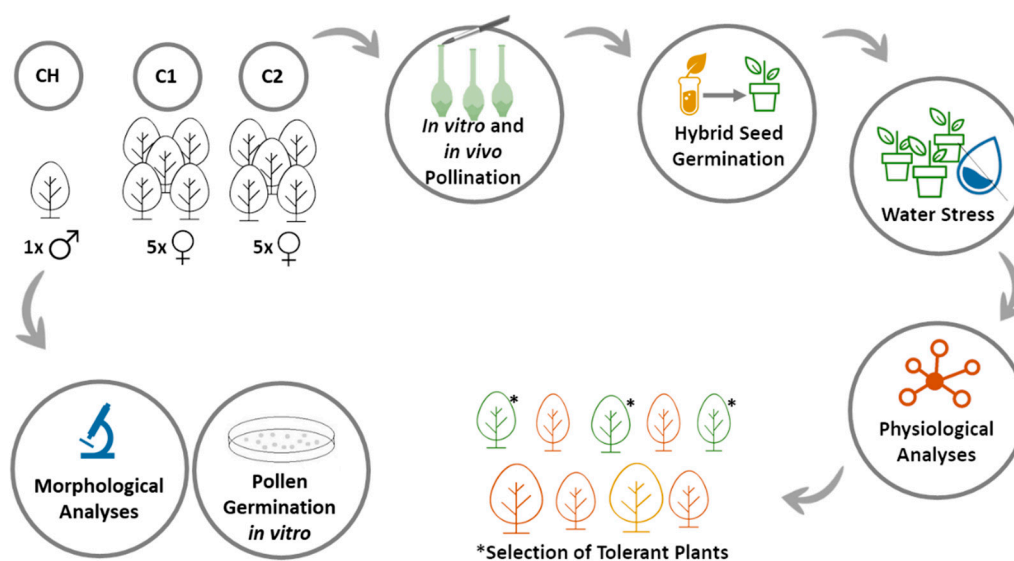 CH
C1
C2
1x ♂
5x ♀
5x ♀
In vitro and
in vivo
Pollination
Hybrid Seed
Germination
Water Stress
Physiological
Analyses
* * *
*Selection of Tolerant Plants
Morphological
Analyses
Pollen
Germination
in vitro